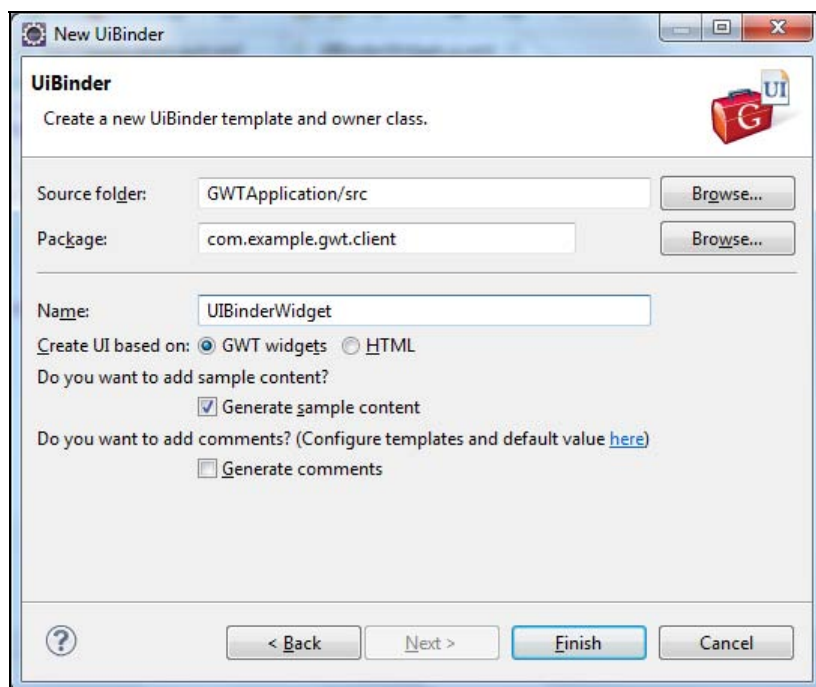 New UiBinder
UiBinder
Create a new UiBinder template and owner class.
UI
G
Source folder: GWTApplication/src Browse...
Package: com.example.gwt.client Browse...
Name: UIBinderWidget
Create UI based on: GWT widgets HTML
Do you want to add sample content?
Generate sample content
Do you want to add comments? (Configure templates and default value here)
Generate comments
? < Back Next > Finish Cancel